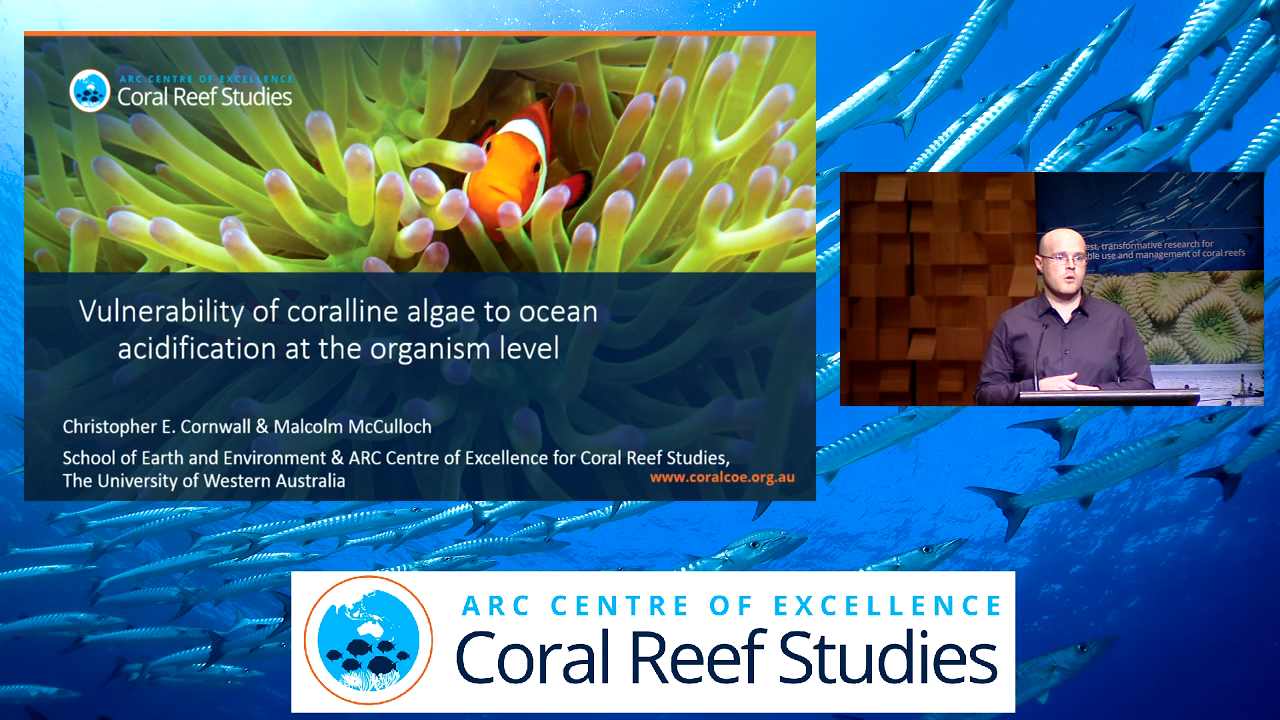 ARC CENTRE OF EXCELLENCE
Coral Reef Studies
Vulnerability of coralline algae to ocean
acidification at the organism level
Christopher E. Cornwall & Malcolm McCulloch
School of Earth and Environment & ARC Centre of Excellence for Coral Reef Studies,
The University of Western Australia
www.coralcoe.org.au
transformative research for
use and management of coral reefs
ARC CENTRE OF EXCELLENCE
Coral Reef Studies